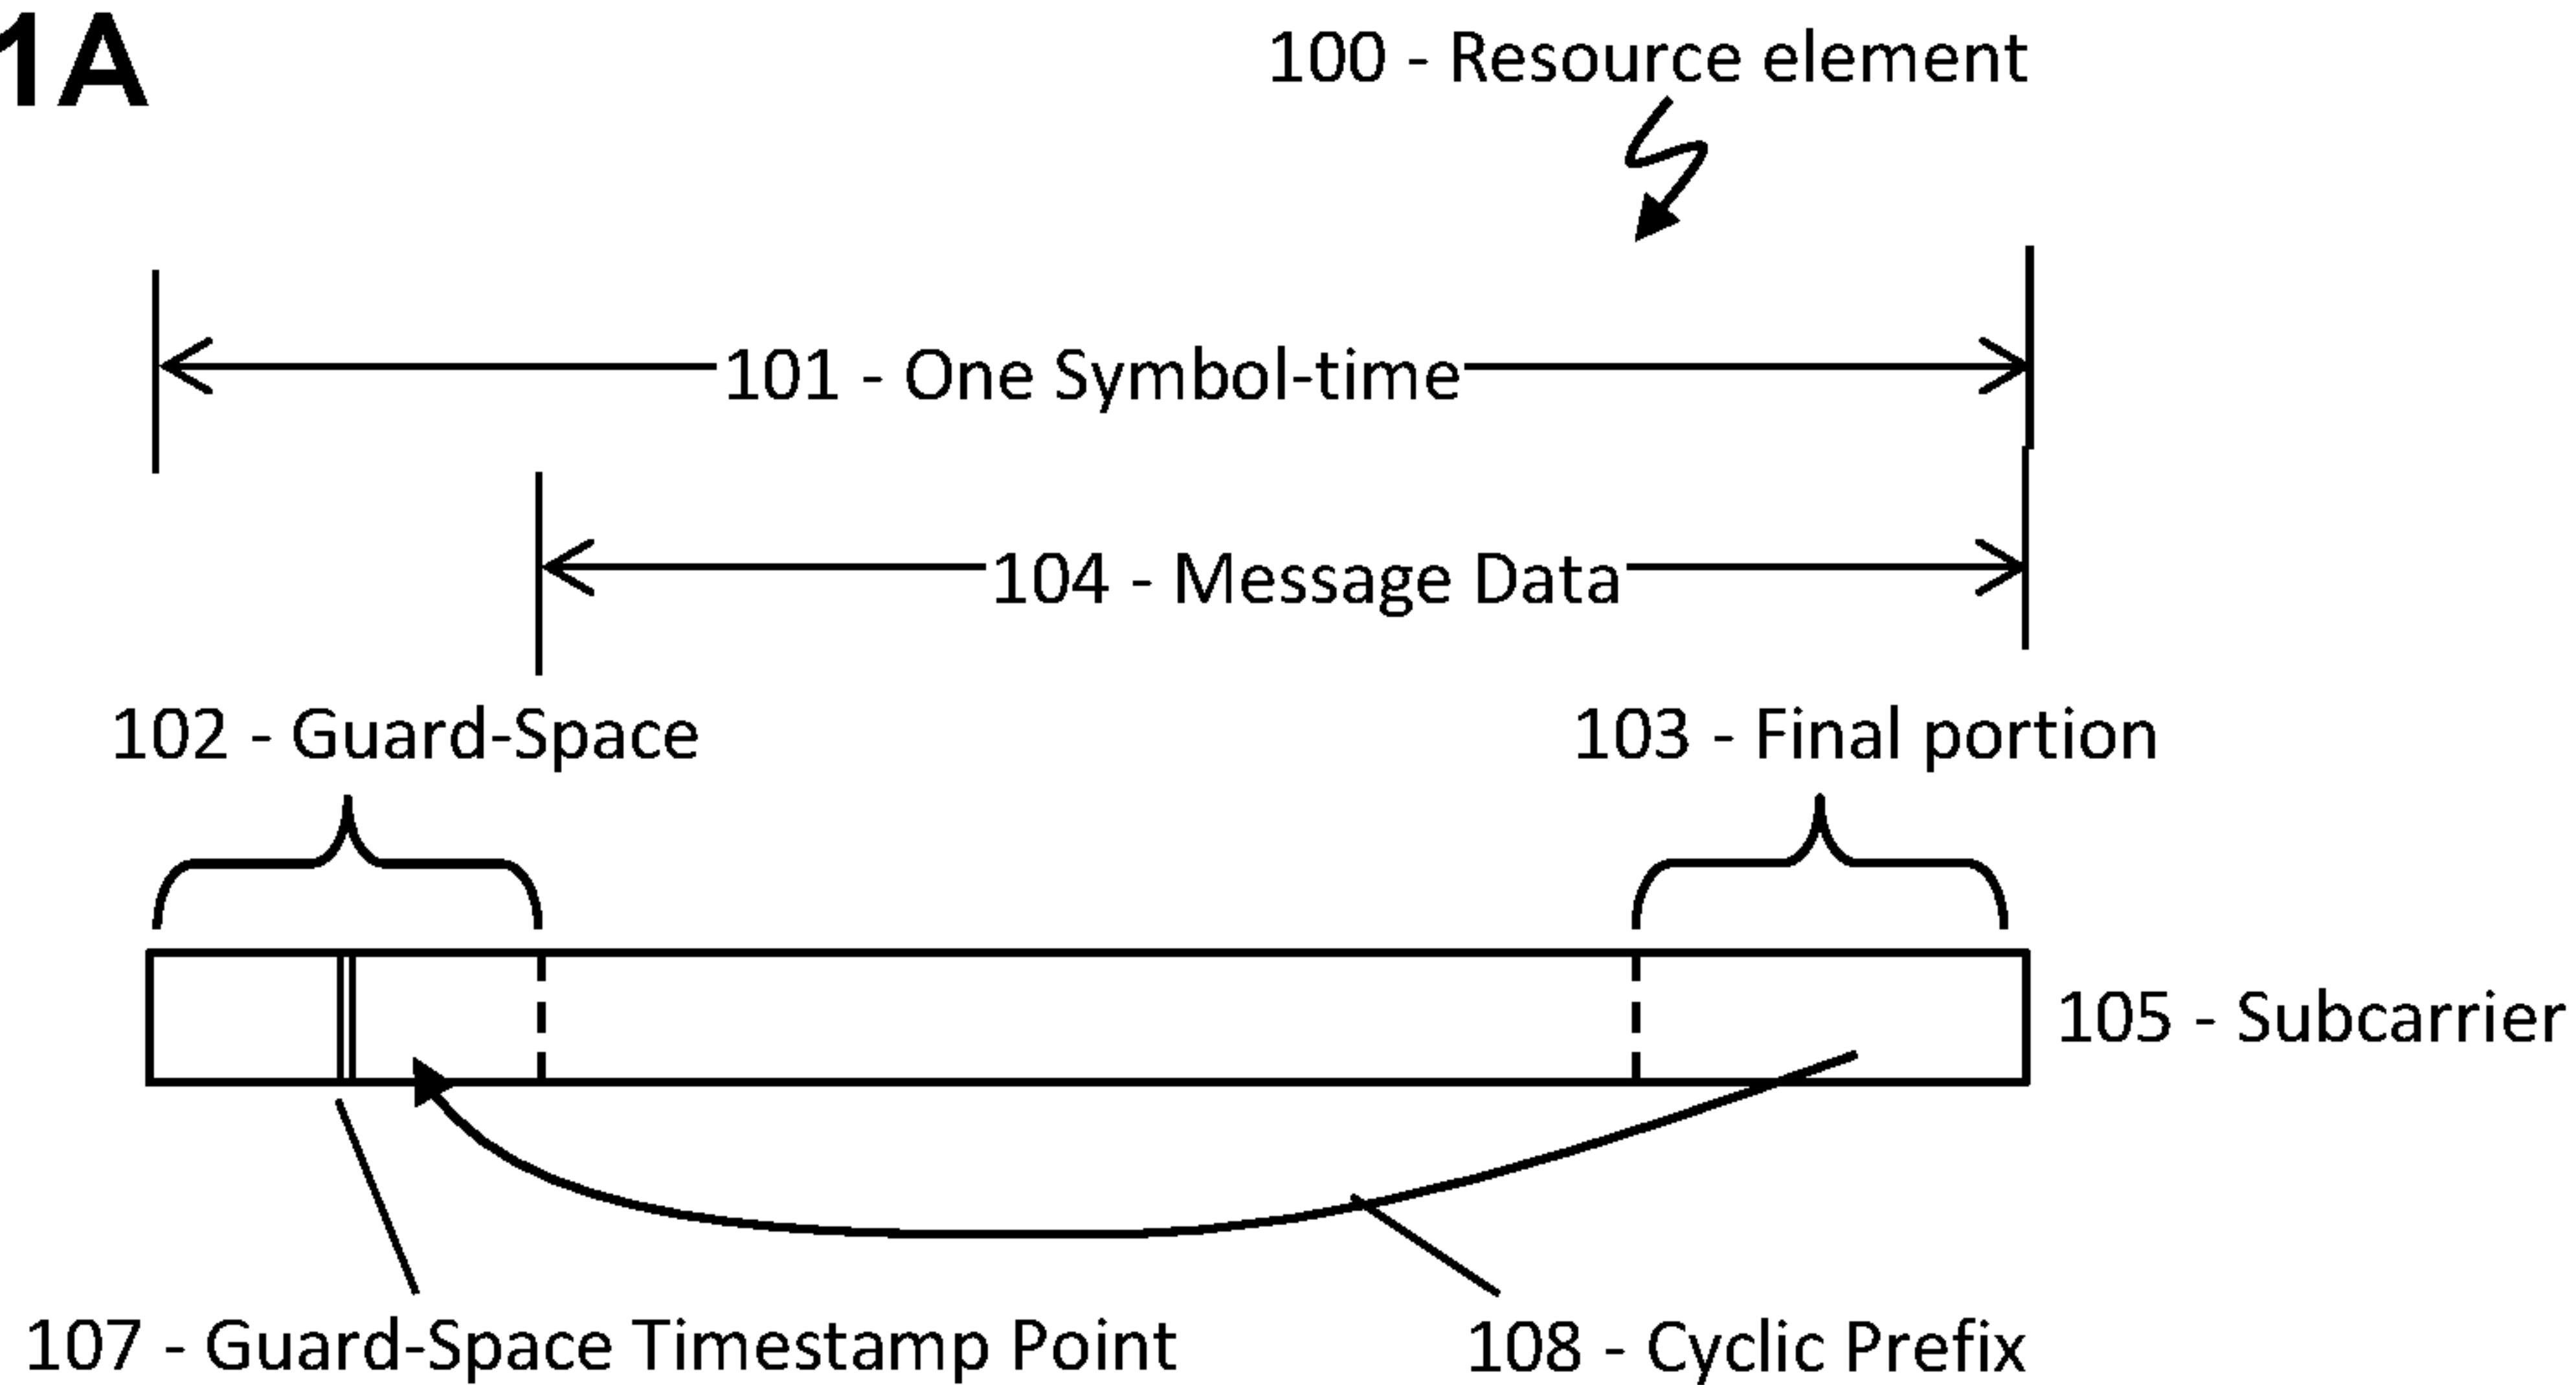 1A
100 - Resource element
101 - One Symbol-time
104 - Message Data
102 - Guard-Space
103 - Final portion
105 - Subcarrier
107 - Guard-Space Timestamp Point
108 - Cyclic Prefix